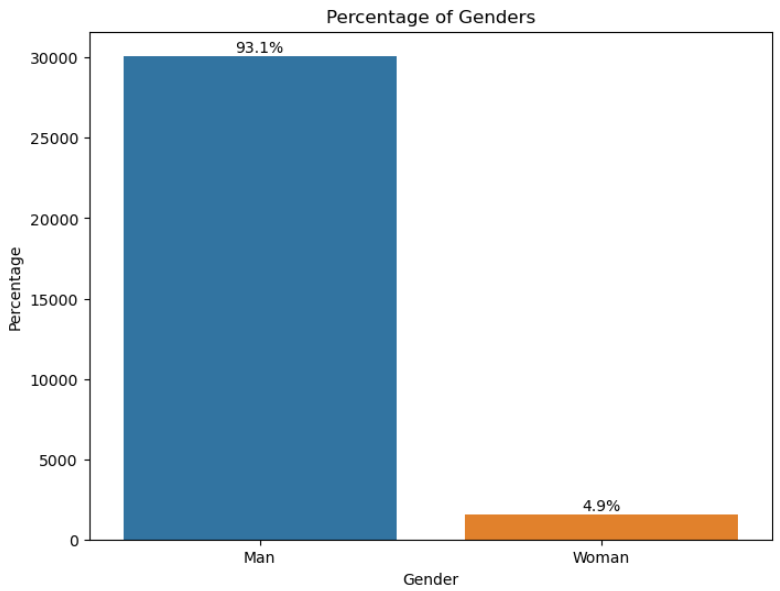 Percentage of Genders
93.1%
4.9%
30000
25000
20000
15000
10000
5000
0
Percentage
Man
Woman
Gender